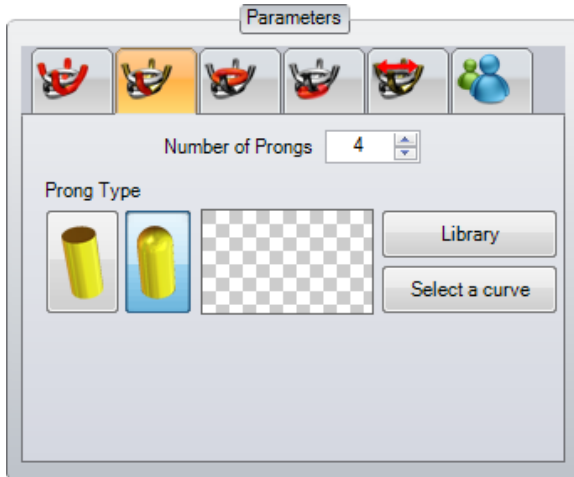 Parameters
Number of Prongs 4
Prong Type
Library
Select a curve